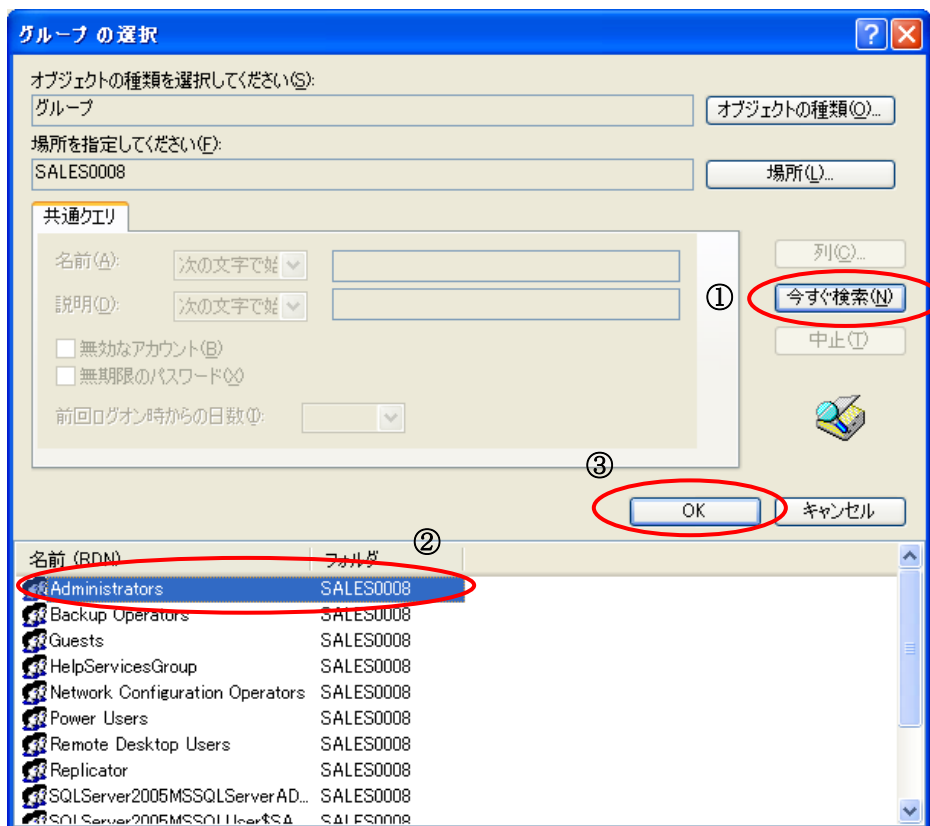 グループ の選択
オブジェクトの種類を選択してください(S):
グループ
オブジェクトの種類(O)...
場所を指定してください(F):
SALES0008
場所(L)...
共通クエリ
名前(A):
次の文字で始
列(C)...
説明(D):
次の文字で始
①
今すぐ検索(N)
無効なアカウント(B)
中止(T)
無期限のパスワード(X)
前回ログオン時からの日数(I):
③
OK
キャンセル
②
名前 (RDN)
フォルダ
Administrators SALES0008
Backup Operators SALES0008
Guests SALES0008
HelpServicesGroup SALES0008
Network Configuration Operators SALES0008
Power Users SALES0008
Remote Desktop Users SALES0008
Replicator SALES0008
SQLServer2005MSSQLServerAD... SALES0008
SQLServer2005MSSQLUser$SA... SALES0008